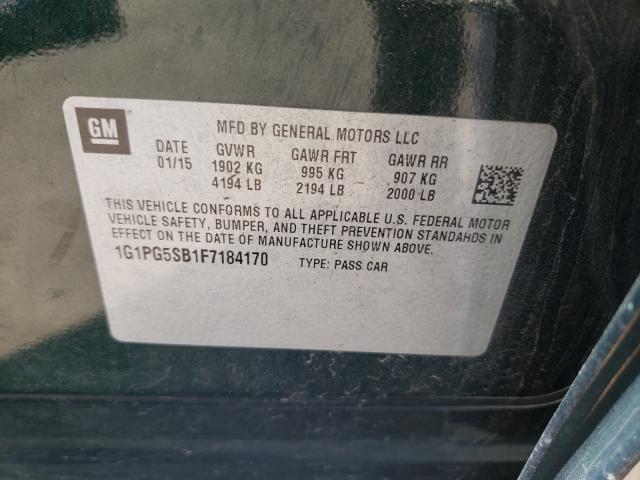 GM
MFD BY GENERAL MOTORS LLC
DATE GVWR GAWR FRT GAWR RR
01/15 1902 KG 995 KG 907 KG
4194 LB 2194 LB 2000 LB
THIS VEHICLE CONFORMS TO ALL APPLICABLE U.S. FEDERAL MOTOR
VEHICLE SAFETY, BUMPER, AND THEFT PREVENTION STANDARDS IN
EFFECT ON THE DATE OF MANUFACTURE SHOWN ABOVE.
1G1PG5SB1F7184170 TYPE: PASS CAR